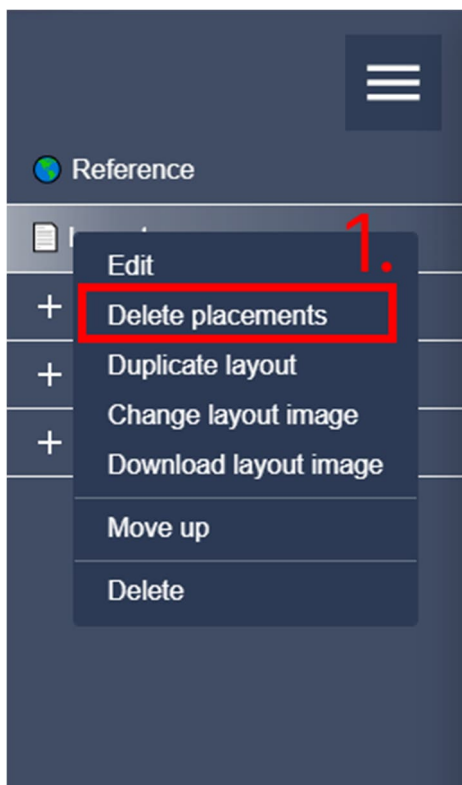 Reference
1.
Edit
Delete placements
Duplicate layout
Change layout image
Download layout image
Move up
Delete